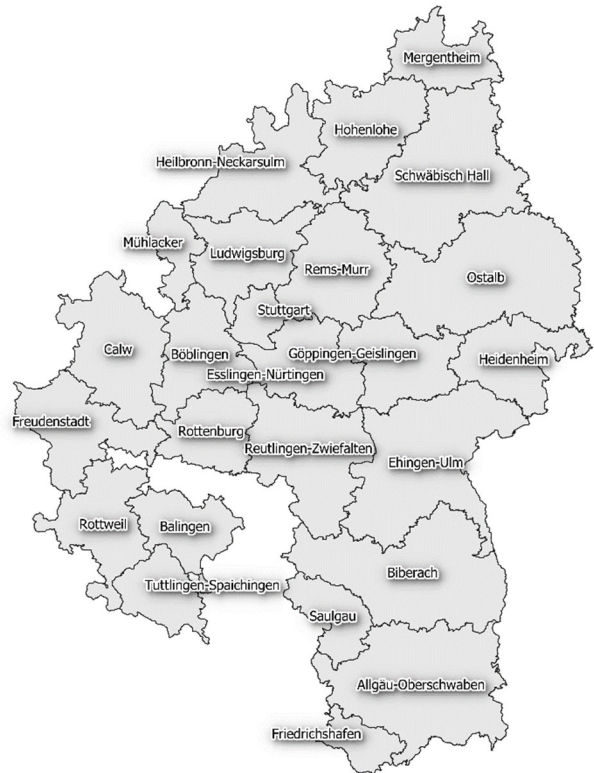 Mergentheim
Hohenlohe
Heilbronn-Neckarsulm
Schwäbisch Hall
Mühlacker
Ludwigsburg
Rems-Murr
Ostalb
Stuttgart
Calw
Böblingen
Göppingen-Geislingen
Heidenheim
Esslingen-Nürtingen
Freudenstadt
Rottenburg
Reutlingen-Zwiefalten
Ehingen-Ulm
Rottweil
Balingen
Biberach
Tuttlingen-Spaichingen
Saulgau
Allgäu-Oberschwaben
Friedrichshafen